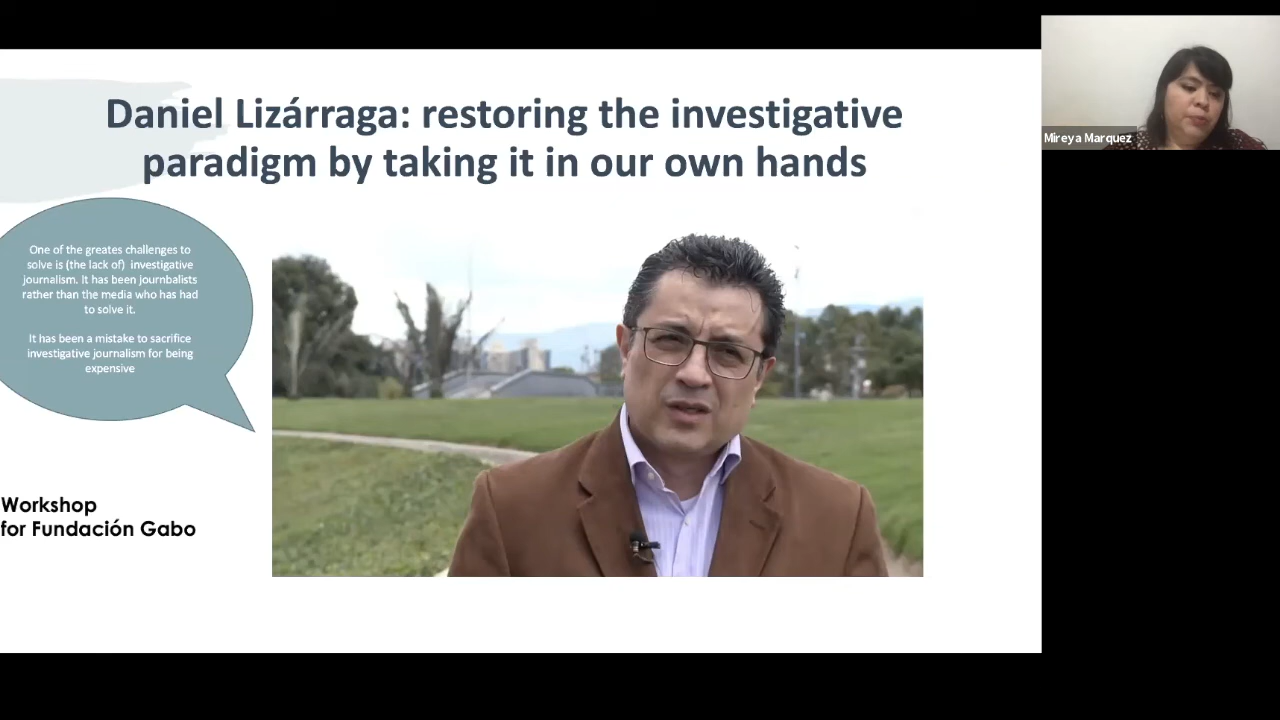 Daniel Lizárraga: restoring the investigative
paradigm by taking it in our own hands
Mireya Marquez
One of the greates challenges to
solve is (the lack of) investigative
journalism. It has been journbalists
rather than the media who has had
to solve it.
It has been a mistake to sacrifice
investigative journalism for being
expensive
Workshop
for Fundación Gabo